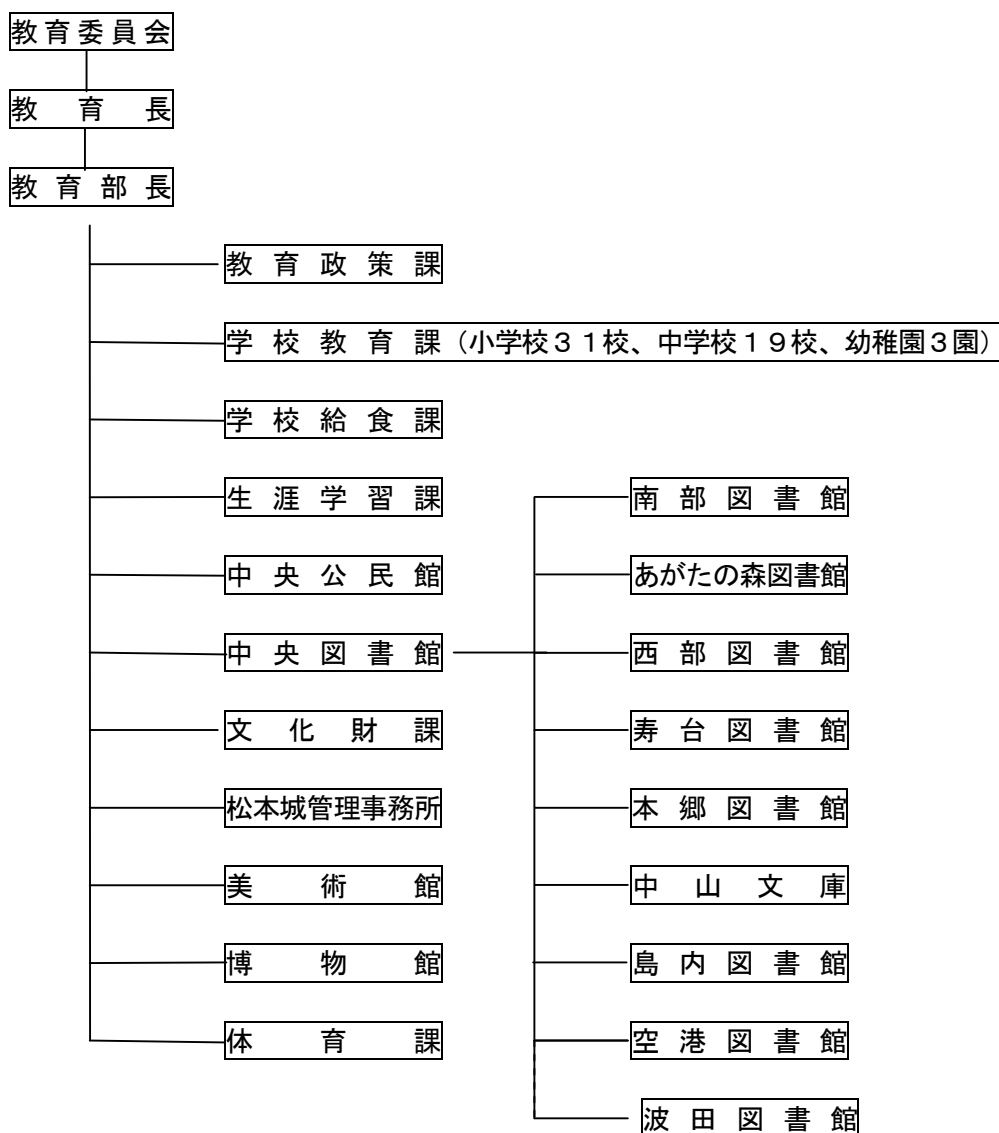 教育委員会
教育長
教育部長
教育政策課
学校教育課（小学校３１校、中学校１９校、幼稚園３園）
学校給食課
生涯学習課
中央公民館
中央図書館
文化財課
松本城管理事務所
美術館
博物館
体育課
南部図書館
あがたの森図書館
西部図書館
寿台図書館
本郷図書館
中山文庫
島内図書館
空港図書館
波田図書館